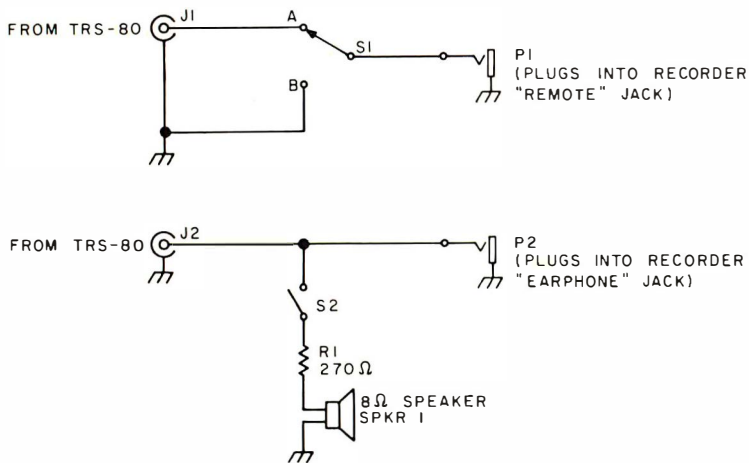 FROM TRS-80
J1
A
S1
B
P1
(PLUGS INTO RECORDER
"REMOTE" JACK)
FROM TRS-80
J2
P2
(PLUGS INTO RECORDER
"EARPHONE" JACK)
S2
R1
270Ω
8Ω SPEAKER
SPKR 1